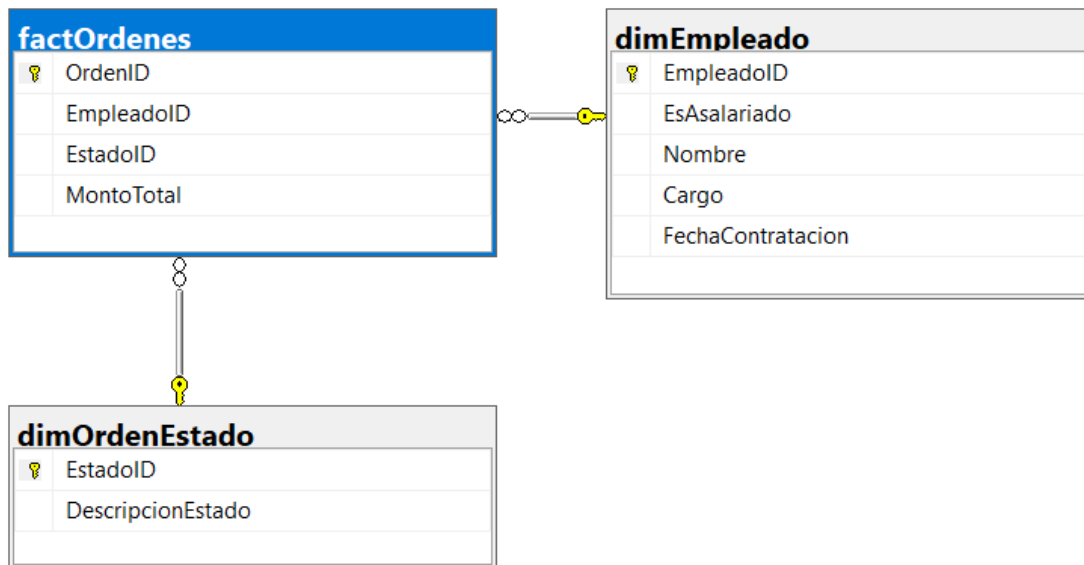 factOrdenes
OrdenID
EmpleadoID
EstadoID
MontoTotal
dimEmpleado
EmpleadoID
EsAsalariado
Nombre
Cargo
FechaContratacion
dimOrdenEstado
EstadoID
DescripcionEstado